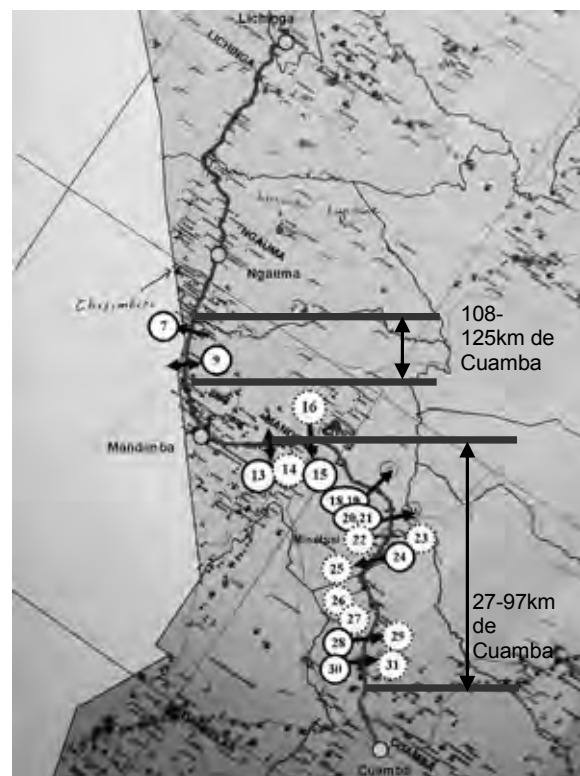 Lichinga
LICHINGA
NGAUMA
Ngauma
108-
125km de
Cuamba
7
9
16
Mandimba
13
14
15
18,19
20,21
22
23
24
25
26
27
28
29
30
31
27-97km
de
Cuamba
CUAMBA
Cuamba